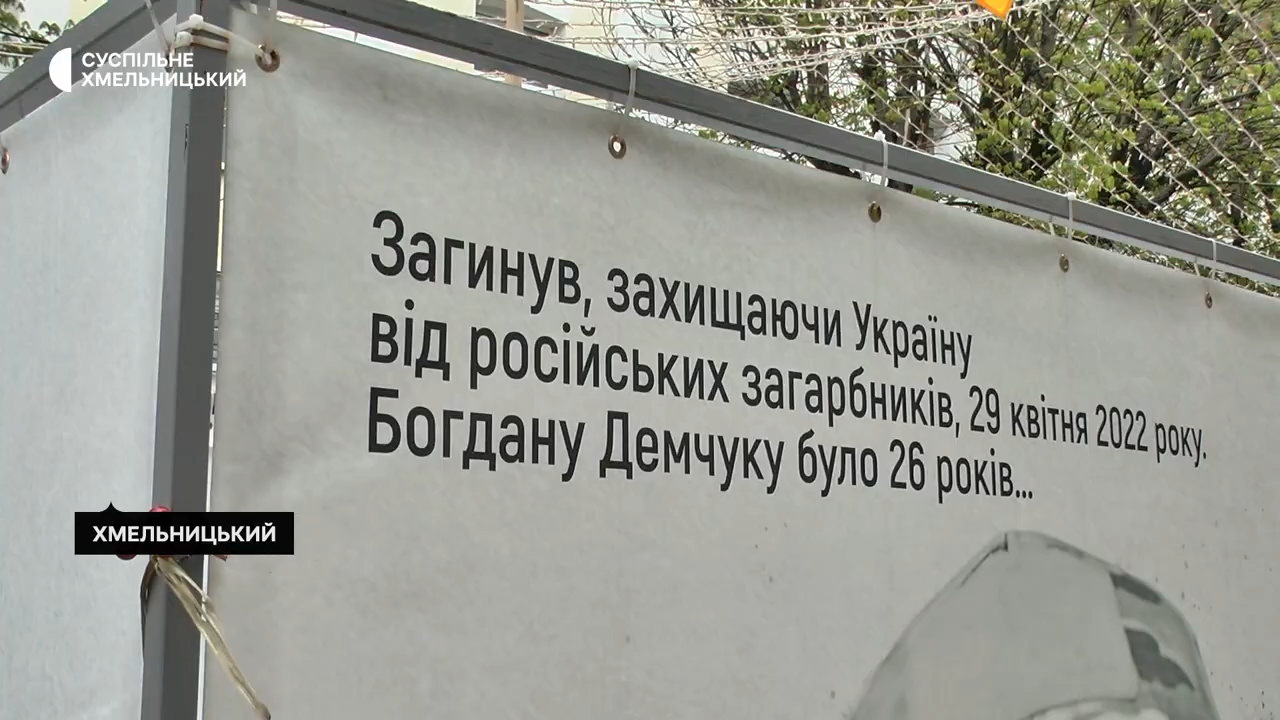 СУСПІЛЬНЕ
ХМЕЛЬНИЦЬКИЙ
Загинув, захищаючи Україну
від російських загарбників, 29 квітня 2022 року.
Богдану Демчуку було 26 років...
ХМЕЛЬНИЦЬКИЙ